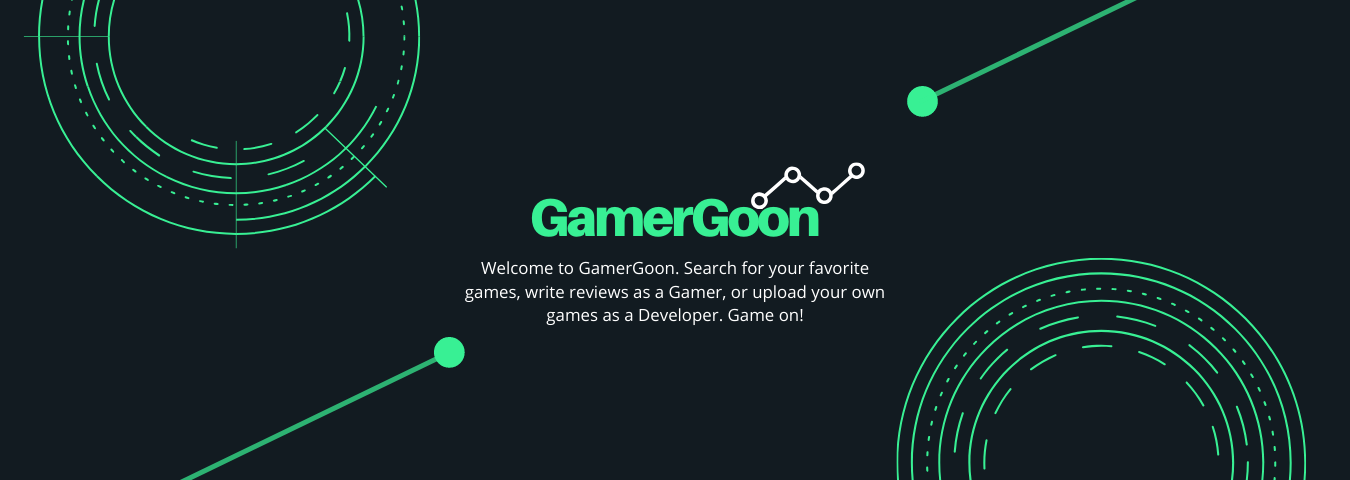 GamerGoon
Welcome to GamerGoon. Search for your favorite
games, write reviews as a Gamer, or upload your own
games as a Developer. Game on!